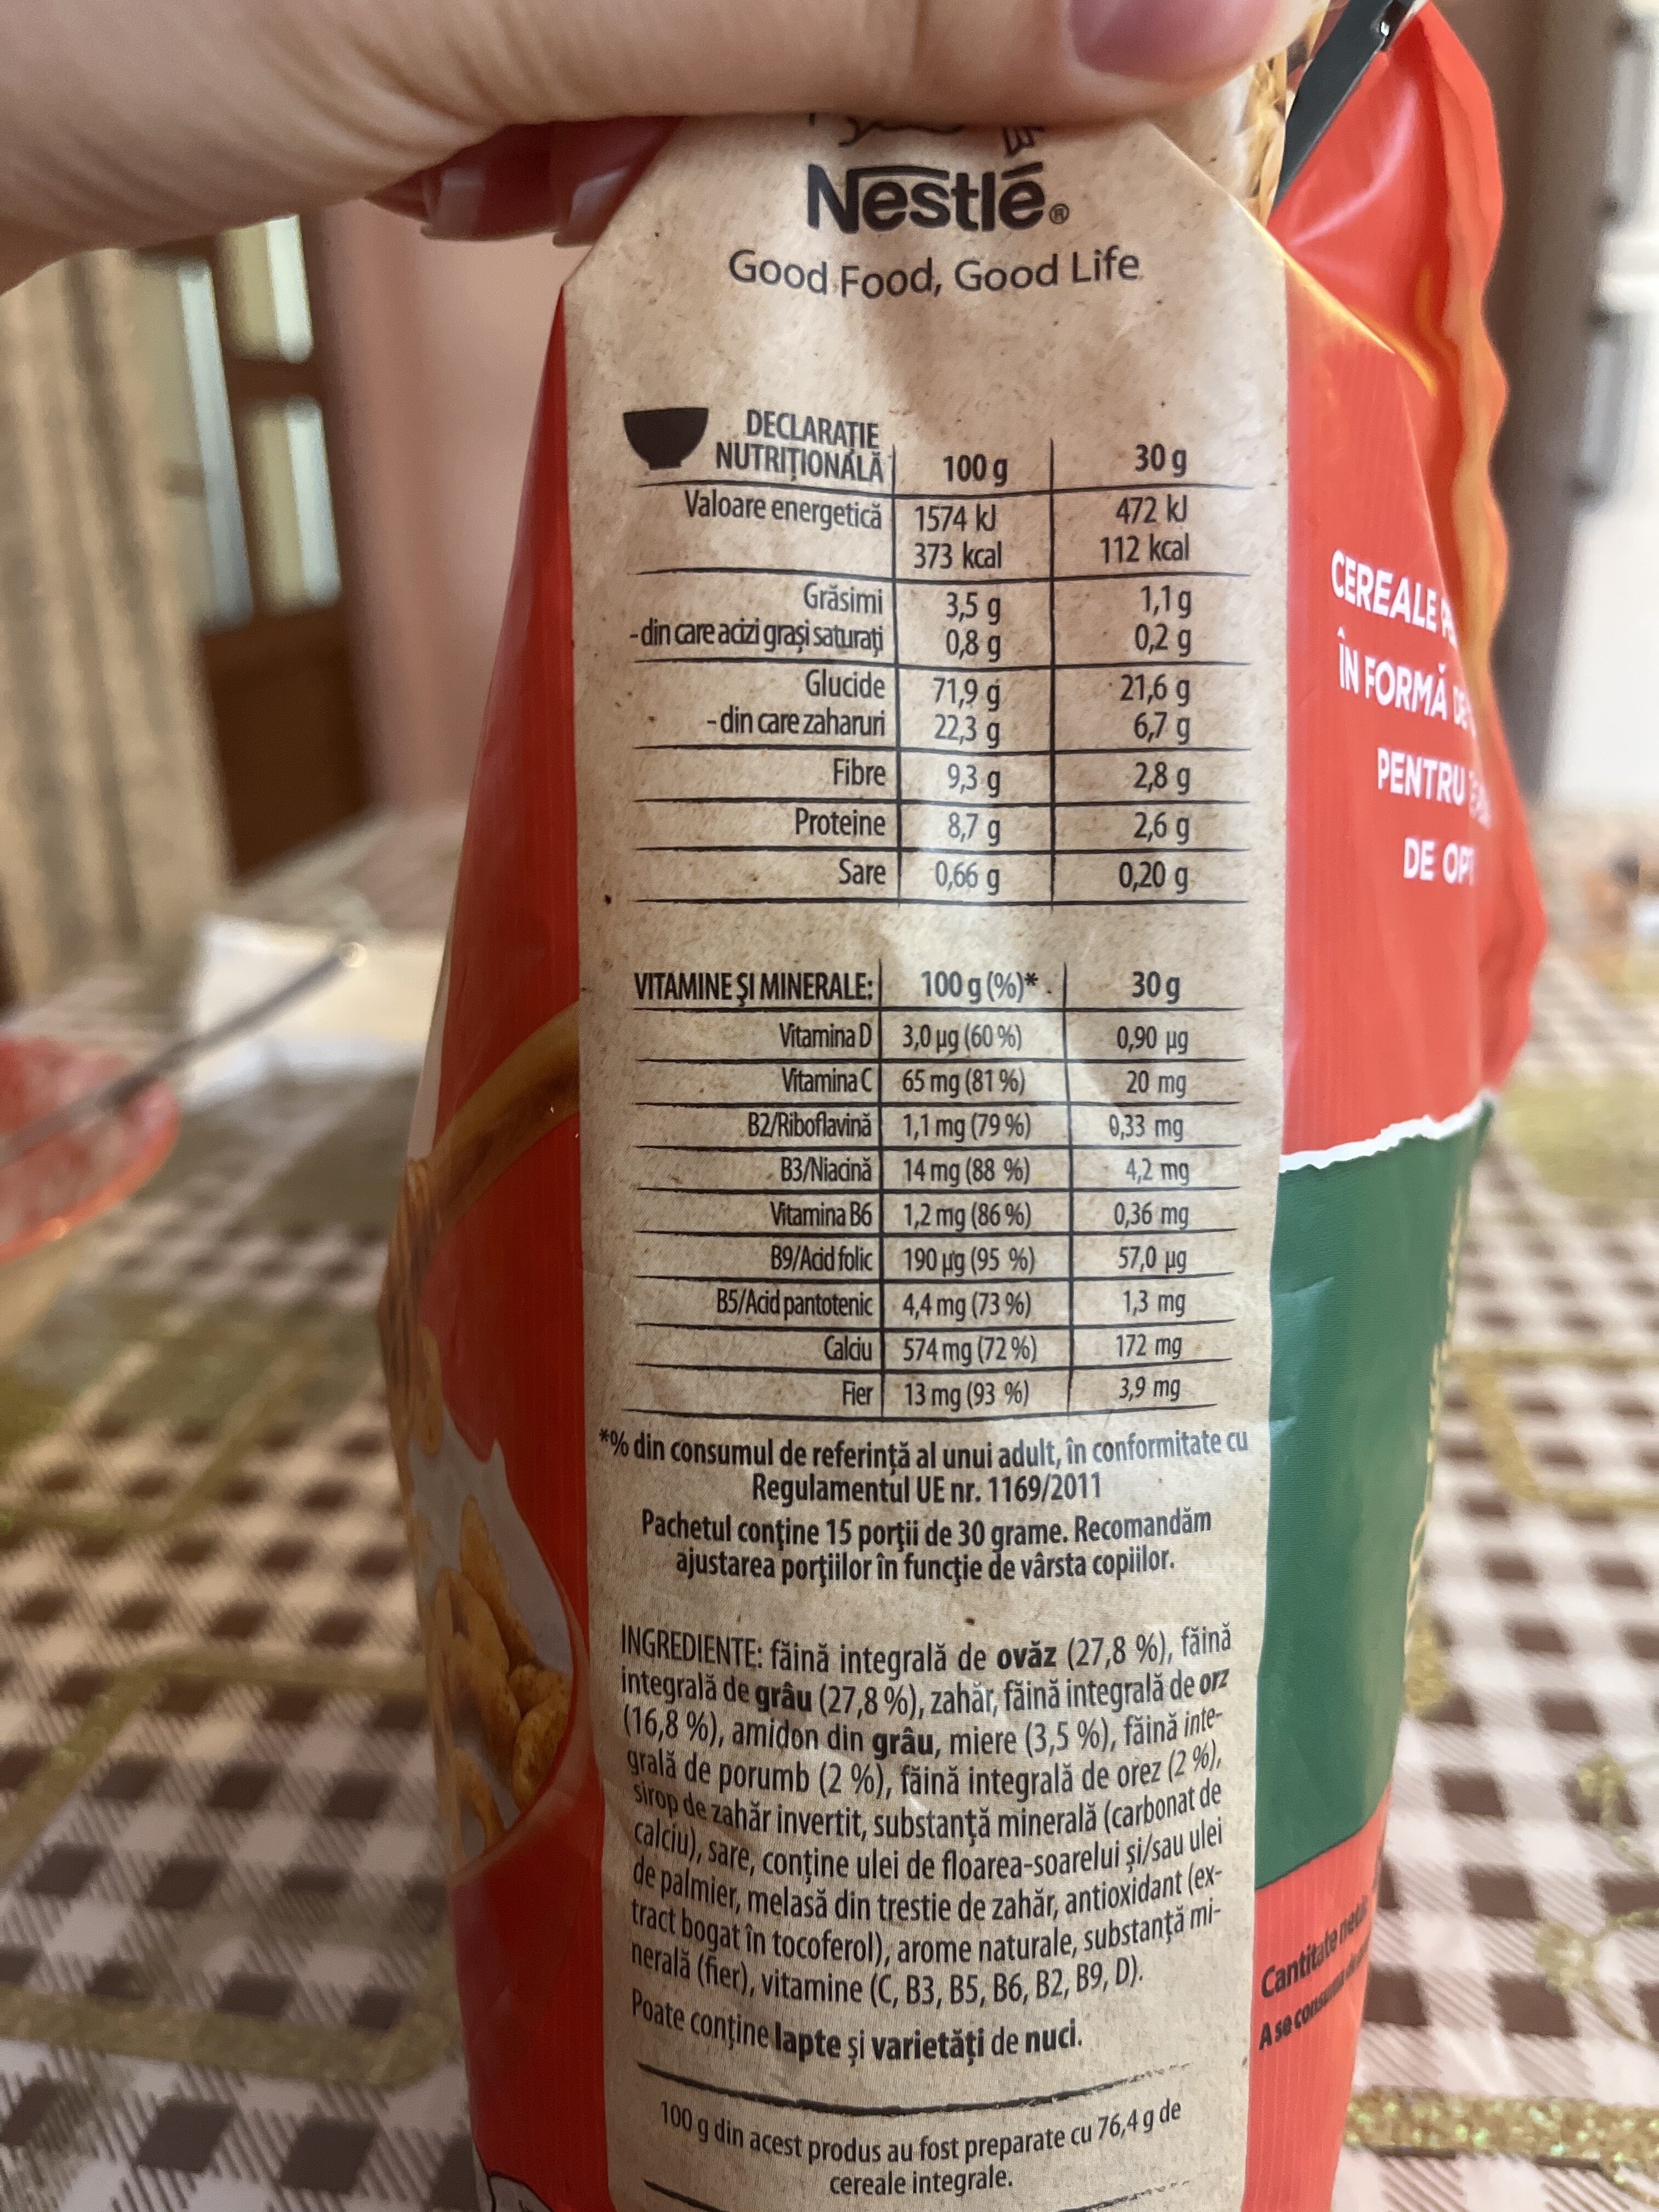 Nestlé®
Good Food, Good Life
DECLARAȚIE
NUTRIȚIONALĂ 100 g 30 g
Valoare energetică 1574 kJ 472 kJ
373 kcal 112 kcal
Grăsimi 3,5 g 1,1 g
- din care acizi grași saturați 0,8 g 0,2 g
Glucide 71,9 g 21,6 g
- din care zaharuri 22,3 g 6,7 g
Fibre 9,3 g 2,8 g
Proteine 8,7 g 2,6 g
Sare 0,66 g 0,20 g
VITAMINE ŞI MINERALE: 100 g (%)* 30 g
Vitamina D 3,0 µg (60 %) 0,90 µg
Vitamina C 65 mg (81 %) 20 mg
B2/Riboflavină 1,1 mg (79 %) 0,33 mg
B3/Niacină 14 mg (88 %) 4,2 mg
Vitamina B6 1,2 mg (86 %) 0,36 mg
B9/Acid folic 190 µg (95 %) 57,0 µg
B5/Acid pantotenic 4,4 mg (73 %) 1,3 mg
Calciu 574 mg (72 %) 172 mg
Fier 13 mg (93 %) 3,9 mg
*% din consumul de referință al unui adult, în conformitate cu
Regulamentul UE nr. 1169/2011
Pachetul conține 15 porții de 30 grame. Recomandăm
ajustarea porțiilor în funcție de vârsta copiilor.
INGREDIENTE: făină integrală de ovăz (27,8 %), făină
integrală de grâu (27,8 %), zahăr, făină integrală de orz
(16,8 %), amidon din grâu, miere (3,5 %), făină inte-
grală de porumb (2 %), făină integrală de orez (2 %),
sirop de zahăr invertit, substanță minerală (carbonat de
calciu), sare, conține ulei de floarea-soarelui și/sau ulei
de palmier, melasă din trestie de zahăr, antioxidant (ex-
tract bogat în tocoferol), arome naturale, substanță mi-
nerală (fier), vitamine (C, B3, B5, B6, B2, B9, D).
Poate conține lapte și varietăți de nuci.
100 g din acest produs au fost preparate cu 76,4 g de
cereale integrale.
CEREALE
ÎN FORMĂ
PENTRU
DE
Cantitate
A se